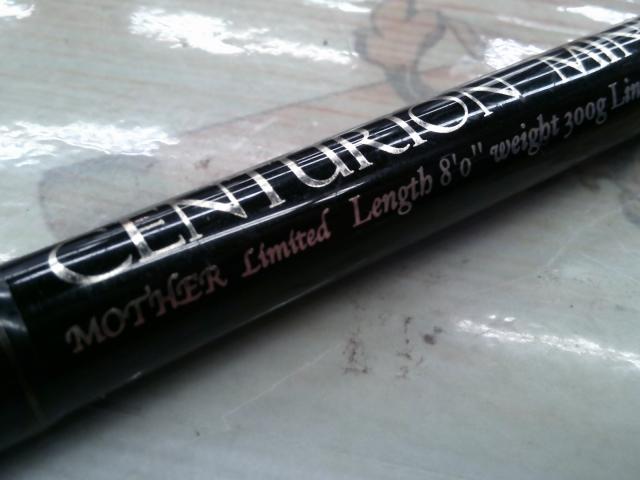 CENTURION
MOTHER Limited Length 8'0" weight 300g